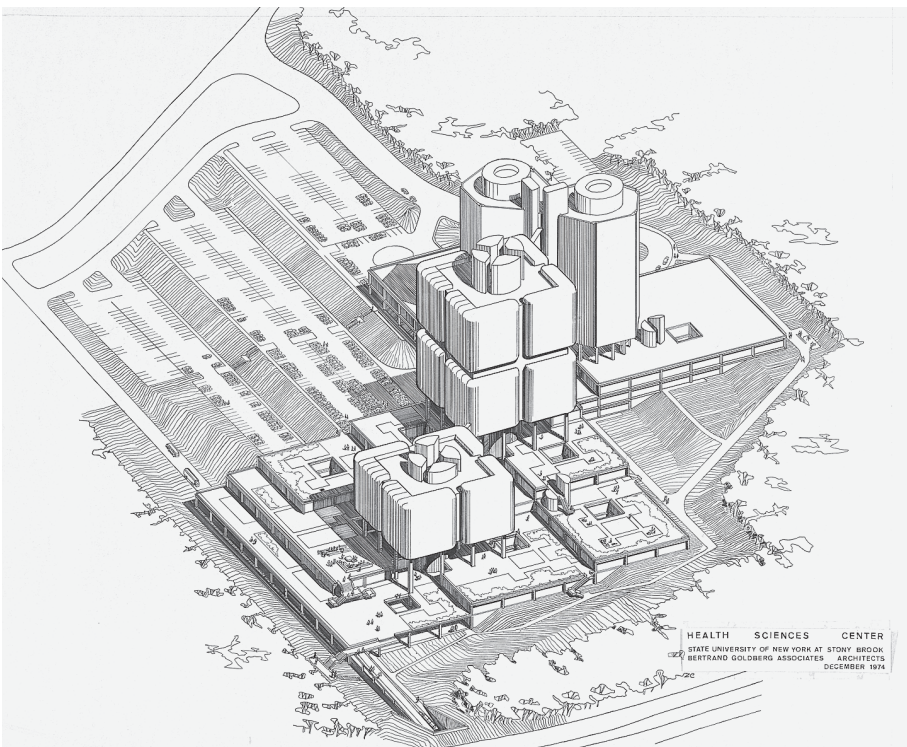 HEALTH SCIENCES CENTER
STATE UNIVERSITY OF NEW YORK AT STONY BROOK
BERTRAND GOLDBERG ASSOCIATES ARCHITECTS
DECEMBER 1974